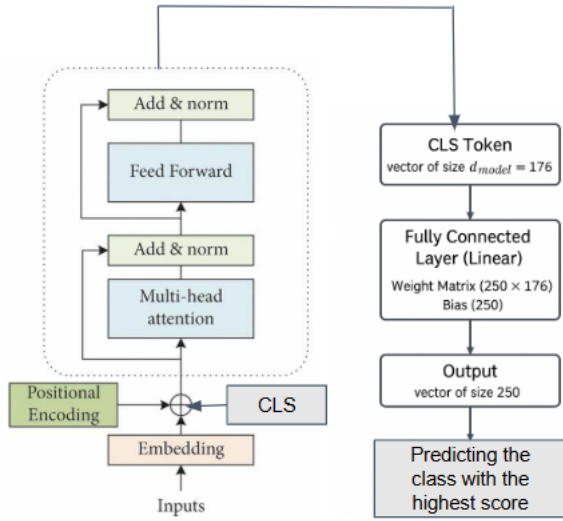 Add & norm
Feed Forward
Add & norm
Multi-head
attention
Positional
Encoding
CLS
Embedding
Inputs
CLS Token
vector of size d_model = 176
Fully Connected
Layer (Linear)
Weight Matrix (250 × 176)
Bias (250)
Output
vector of size 250
Predicting the
class with the
highest score